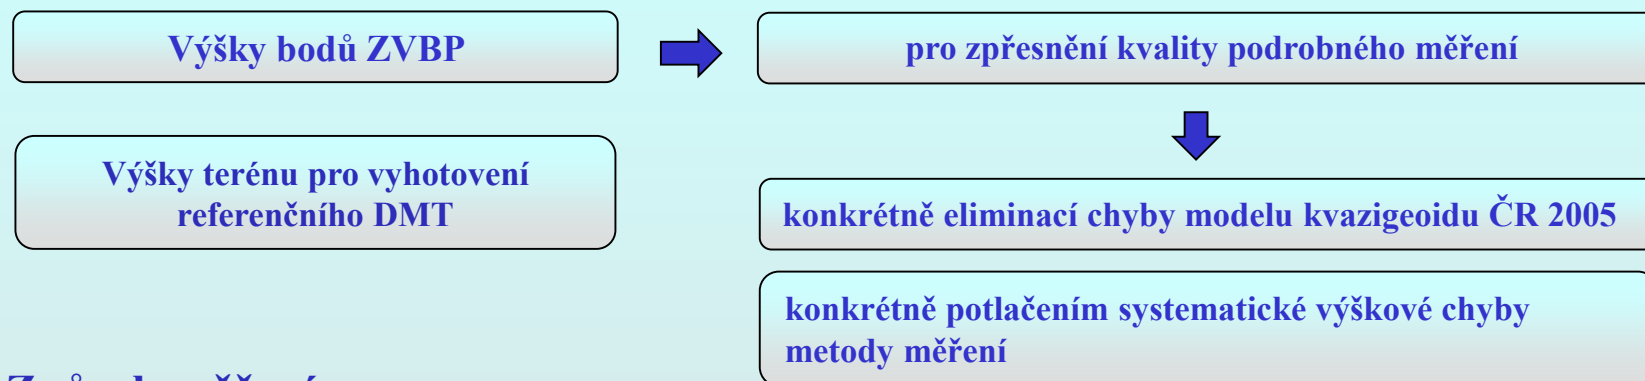 Výšky bodů ZVBP
pro zpřesnění kvality podrobného měření
Výšky terénu pro vyhotovení
referenčního DMT
konkrétně eliminací chyby modelu kvazigeoidu ČR 2005
konkrétně potlačením systematické výškové chyby
metody měření